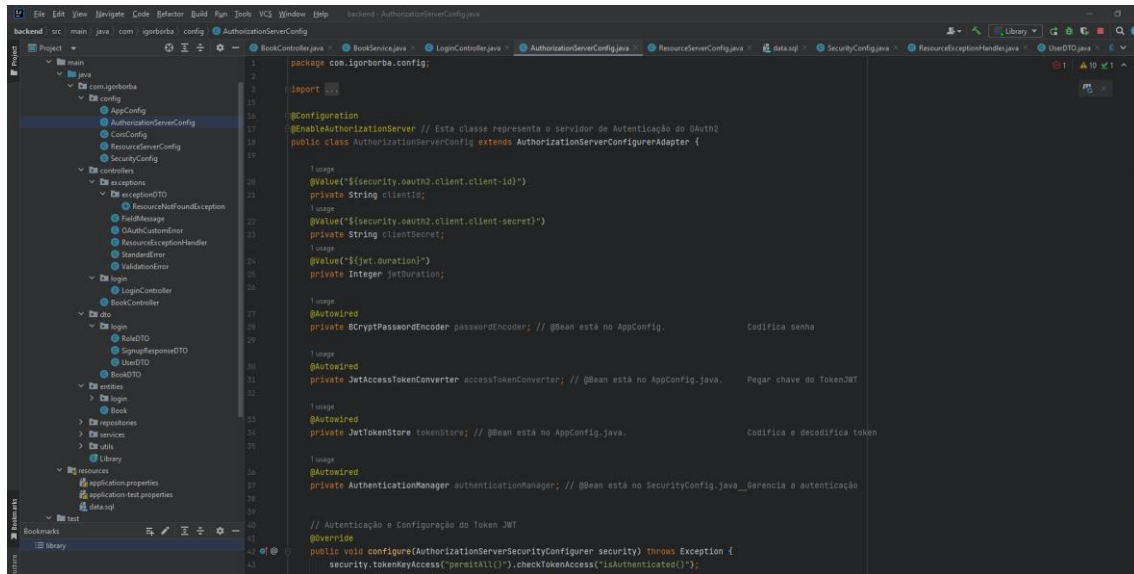 File Edit View Navigate Code Refactor Build Run Tools VCS Window Help backend - AuthorizationServerConfig.java
backend src main java com igorborba config AuthorizationServerConfig
Library
Project
BookController.java BookService.java LoginController.java AuthorizationServerConfig.java ResourceServerConfig.java data.sql SecurityConfig.java ResourceExceptionHandler.java UserDTO.java
Project
main
java
com.igorborba
config
AppConfig
AuthorizationServerConfig
CorsConfig
ResourceServerConfig
SecurityConfig
controllers
exceptions
exceptionDTO
ResourceNotFoundException
FieldMessage
OAuthCustomError
ResourceExceptionHandler
StandardError
ValidationError
login
LoginController
BookController
dto
login
RoleDTO
SignupResponseDTO
UserDTO
BookDTO
entities
login
Book
repositories
services
utils
Library
resources
application.properties
application-test.properties
data.sql
test
Bookmarks
library
Bookmarks
1 10 1
1 package com.igorborba.config;
2
3 import ...
15
16 @Configuration
17 @EnableAuthorizationServer // Esta classe representa o servidor de Autenticação do OAuth2
18 public class AuthorizationServerConfig extends AuthorizationServerConfigurerAdapter {
19
1 usage
20 @Value("${security.oauth2.client.client-id}")
21 private String clientId;
1 usage
22 @Value("${security.oauth2.client.client-secret}")
23 private String clientSecret;
1 usage
24 @Value("${jwt.duration}")
25 private Integer jwtDuration;
26
1 usage
27 @Autowired
28 private BCryptPasswordEncoder passwordEncoder; // @Bean está no AppConfig. Codifica senha
29
1 usage
30 @Autowired
31 private JwtAccessTokenConverter accessTokenConverter; // @Bean está no AppConfig.java. Pegar chave do TokenJWT
32
1 usage
33 @Autowired
34 private JwtTokenStore tokenStore; // @Bean está no AppConfig.java. Codifica e decodifica token
35
1 usage
36 @Autowired
37 private AuthenticationManager authenticationManager; // @Bean está no SecurityConfig.java__Gerencia a autenticação
38
39
40 // Autenticação e Configuração do Token JWT
41 @Override
42 public void configure(AuthorizationServerSecurityConfigurer security) throws Exception {
43 security.tokenKeyAccess("permitAll()").checkTokenAccess("isAuthenticated()");